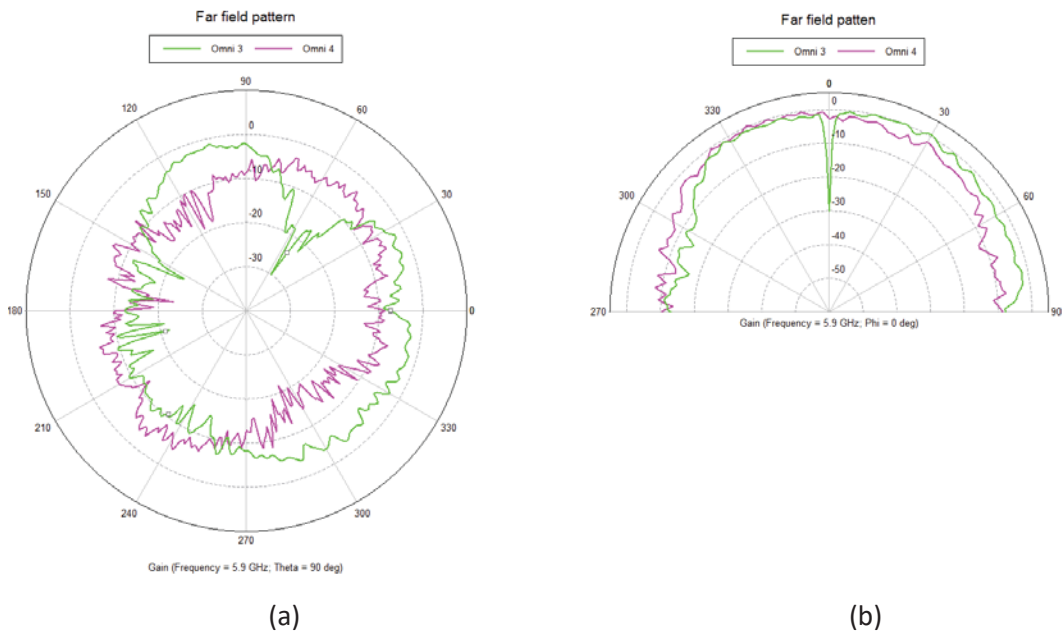 Far field pattern
Omni 3 Omni 4
90
120 60
0
-10
150 30
-20
-30
180 0
210 330
240 300
270
Gain (Frequency = 5.9 GHz; Theta = 90 deg)
(a)
Far field patten
Omni 3 Omni 4
0
330 0 30
-10
-20
300 60
-30
-40
-50
270 90
Gain (Frequency = 5.9 GHz; Phi = 0 deg)
(b)